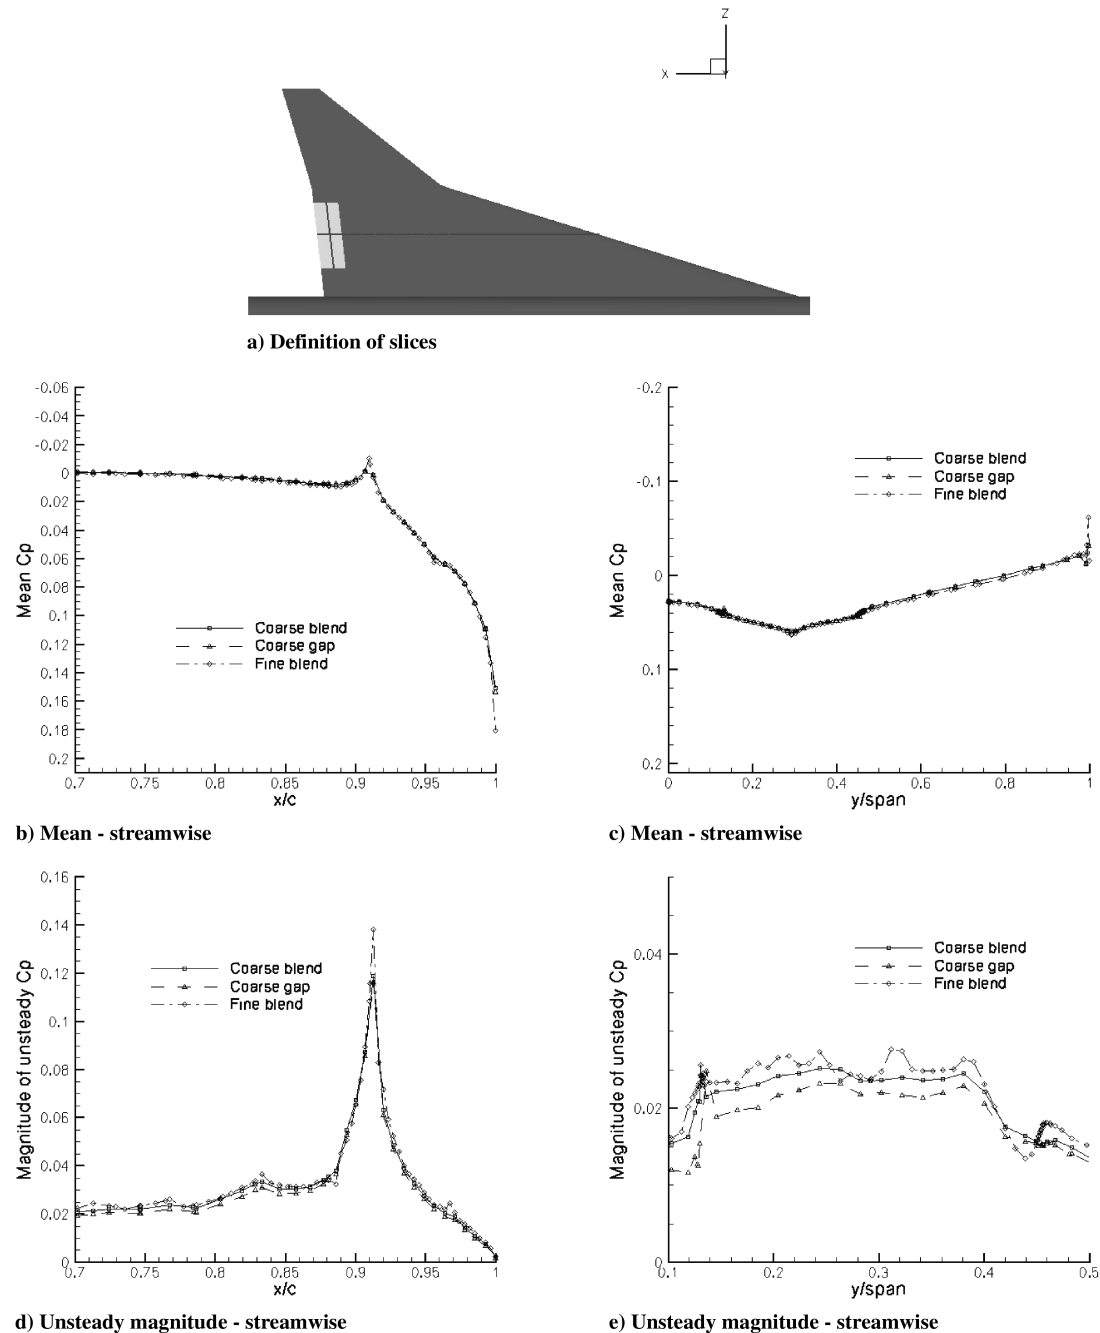 Z
X
a) Definition of slices
-0.06
-0.04
-0.02
0
0.02
0.04
0.06
0.08
0.1
0.12
0.14
0.16
0.18
0.2
Mean Cp
Coarse blend
Coarse gap
Fine blend
0.7 0.75 0.8 0.85 0.9 0.95 1
x/c
b) Mean - streamwise
-0.2
-0.1
0
0.1
0.2
Mean Cp
Coarse blend
Coarse gap
Fine blend
0 0.2 0.4 0.6 0.8 1
y/span
c) Mean - streamwise
0.16
0.14
0.12
0.1
0.08
0.06
0.04
0.02
0
Magnitude of unsteady Cp
Coarse blend
Coarse gap
Fine blend
0.7 0.75 0.8 0.85 0.9 0.95 1
x/c
d) Unsteady magnitude - streamwise
0.04
0.02
0
Magnitude of unsteady Cp
Coarse blend
Coarse gap
Fine blend
0.1 0.2 0.3 0.4 0.5
y/span
e) Unsteady magnitude - streamwise